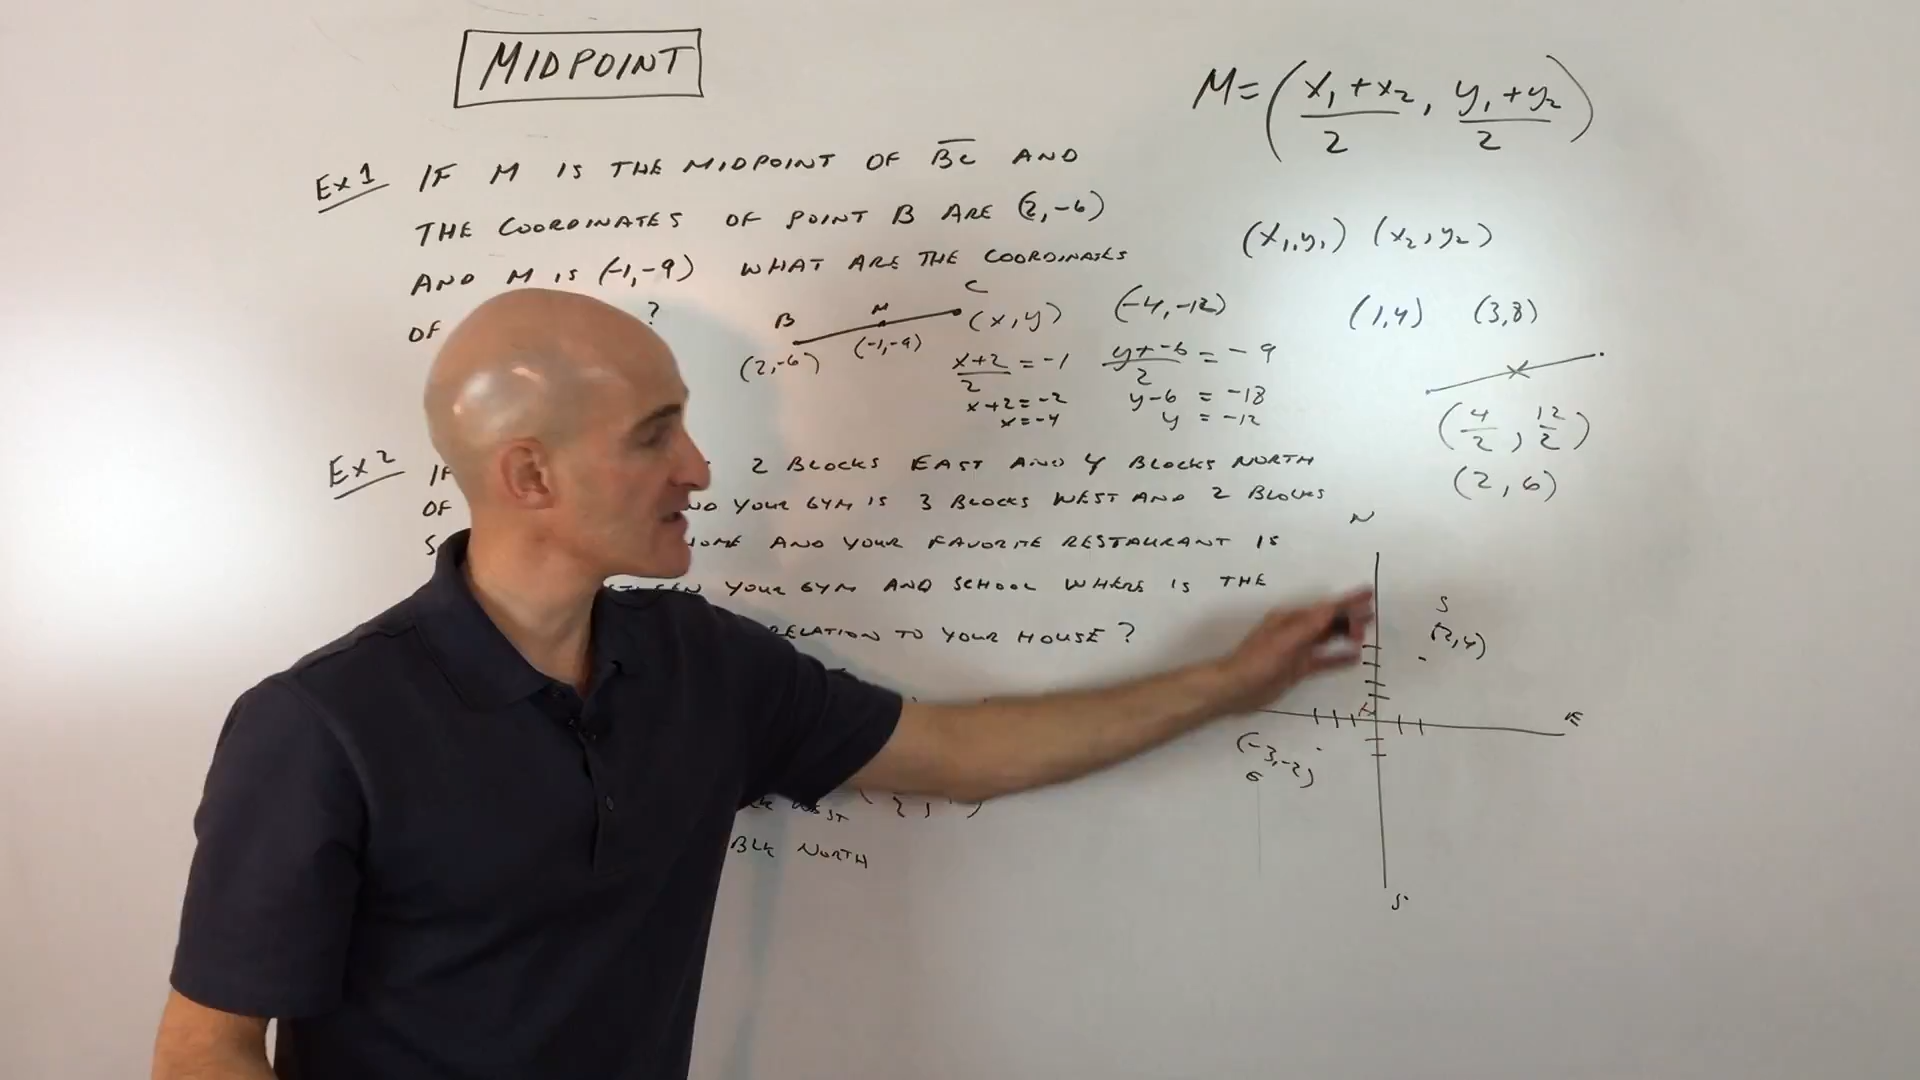 MIDPOINT
M = (x₁+x₂/2, y₁+y₂/2)
Ex1 IF M IS THE MIDPOINT OF BC AND
THE COORDINATES OF POINT B ARE (2,-6)
AND M IS (-1,-9) WHAT ARE THE COORDINATES
OF ?
(x₁,y₁) (x₂,y₂)
B M C
(2,-6) (-1,-9) (x,y) (-4,-12)
x+2/2 = -1 y+-6/2 = -9
x+2=-2 y-6 = -18
x=-4 y = -12
(1,4) (3,8)
(4/2, 12/2)
(2,6)
Ex2 IF 2 BLOCKS EAST AND 4 BLOCKS NORTH
OF YOUR GYM IS 3 BLOCKS WEST AND 2 BLOCKS
S AND YOUR FAVORITE RESTAURANT IS
YOUR GYM AND SCHOOL WHERE IS THE
RELATION TO YOUR HOUSE?
WEST
BLK NORTH
N
S
(2,4)
H
E
(-3,-2)
G
S